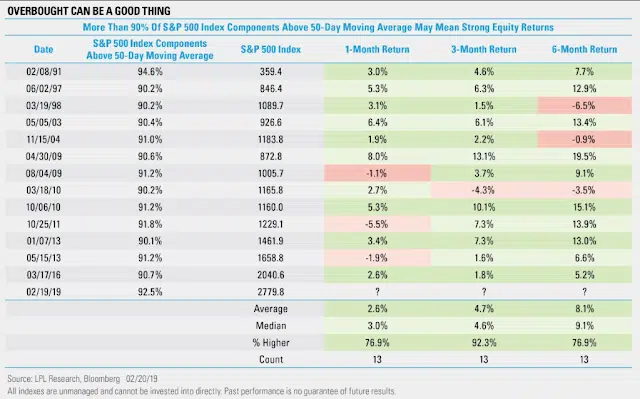 OVERBOUGHT CAN BE A GOOD THING
More Than 90% Of S&P 500 Index Components Above 50-Day Moving Average May Mean Strong Equity Returns
Date S&P 500 Index Components Above 50-Day Moving Average S&P 500 Index 1-Month Return 3-Month Return 6-Month Return
02/08/91 94.6% 359.4 3.0% 4.6% 7.7%
06/02/97 90.2% 846.4 5.3% 6.3% 12.9%
03/19/98 90.2% 1089.7 3.1% 1.5% -6.5%
05/05/03 90.4% 926.6 6.4% 6.1% 13.4%
11/15/04 91.0% 1183.8 1.9% 2.2% -0.9%
04/30/09 90.6% 872.8 8.0% 13.1% 19.5%
08/04/09 91.2% 1005.7 -1.1% 3.7% 9.1%
03/18/10 90.2% 1165.8 2.7% -4.3% -3.5%
10/06/10 91.2% 1160.0 5.3% 10.1% 15.1%
10/25/11 91.8% 1229.1 -5.5% 7.3% 13.9%
01/07/13 90.1% 1461.9 3.4% 7.3% 13.0%
05/15/13 91.2% 1658.8 -1.9% 1.6% 6.6%
03/17/16 90.7% 2040.6 2.6% 1.8% 5.2%
02/19/19 92.5% 2779.8 ? ? ?
Average 2.6% 4.7% 8.1%
Median 3.0% 4.6% 9.1%
% Higher 76.9% 92.3% 76.9%
Count 13 13 13
Source: LPL Research, Bloomberg 02/20/19
All indexes are unmanaged and cannot be invested into directly. Past performance is no guarantee of future results.